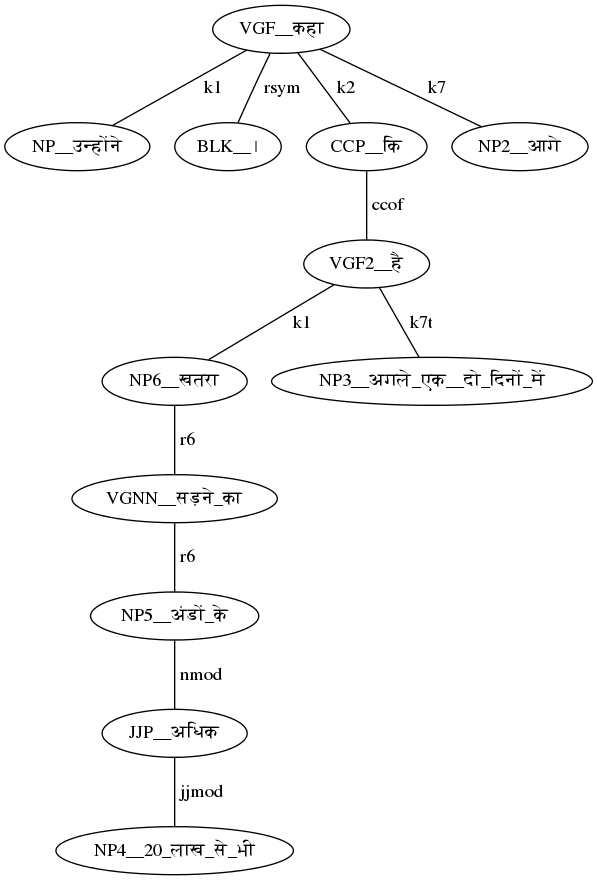 VGF__कहा
k1 rsym k2 k7
NP__उन्होंने BLK__। CCP__कि NP2__आगे
ccof
VGF2__है
k1 k7t
NP6__खतरा NP3__अगले_एक__दो_दिनों_में
r6
VGNN__सड़ने_का
r6
NP5__अंडों_के
nmod
JJP__अधिक
jjmod
NP4__20_लाख_से_भी